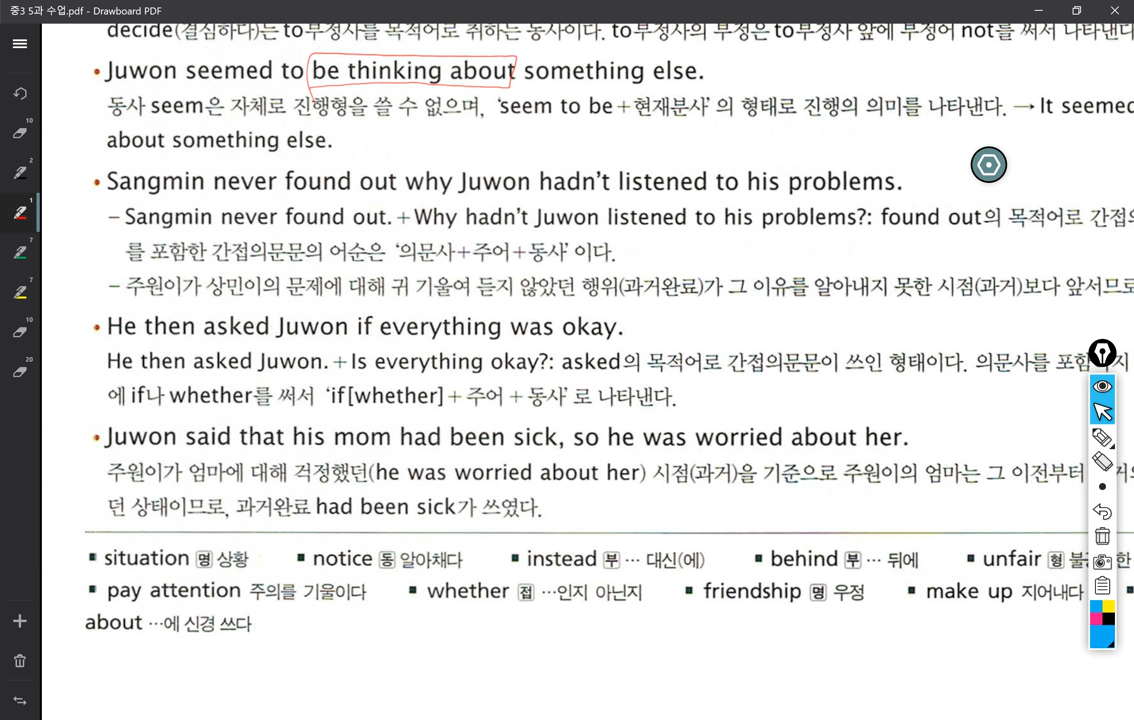 중3 5과 수업.pdf - Drawboard PDF
decide(결심하다)는 to부정사를 목적어로 취하는 동사이다. to부정사의 부정은 to부정사 앞에 부정어 not를 써서 나타낸다
• Juwon seemed to be thinking about something else.
동사 seem은 자체로 진행형을 쓸 수 없으며, ‘seem to be+현재분사’의 형태로 진행의 의미를 나타낸다. → It seemed
about something else.
• Sangmin never found out why Juwon hadn’t listened to his problems.
– Sangmin never found out. + Why hadn’t Juwon listened to his problems?: found out의 목적어로 간접의
를 포함한 간접의문문의 어순은 ‘의문사+주어+동사’이다.
– 주원이가 상민이의 문제에 대해 귀 기울여 듣지 않았던 행위(과거완료)가 그 이유를 알아내지 못한 시점(과거)보다 앞서므로
• He then asked Juwon if everything was okay.
He then asked Juwon. + Is everything okay?: asked의 목적어로 간접의문문이 쓰인 형태이다. 의문사를 포함 지
에 if나 whether를 써서 ‘if[whether] + 주어 + 동사’로 나타낸다.
• Juwon said that his mom had been sick, so he was worried about her.
주원이가 엄마에 대해 걱정했던(he was worried about her) 시점(과거)을 기준으로 주원이의 엄마는 그 이전부터
던 상태이므로, 과거완료 had been sick가 쓰였다.
▪ situation 명 상황 ▪ notice 동 알아채다 ▪ instead 부 … 대신(에) ▪ behind 부 … 뒤에 ▪ unfair 형 불 한
▪ pay attention 주의를 기울이다 ▪ whether 접 …인지 아닌지 ▪ friendship 명 우정 ▪ make up 지어내다 ▪
about …에 신경 쓰다
10
2
1
7
7
10
20